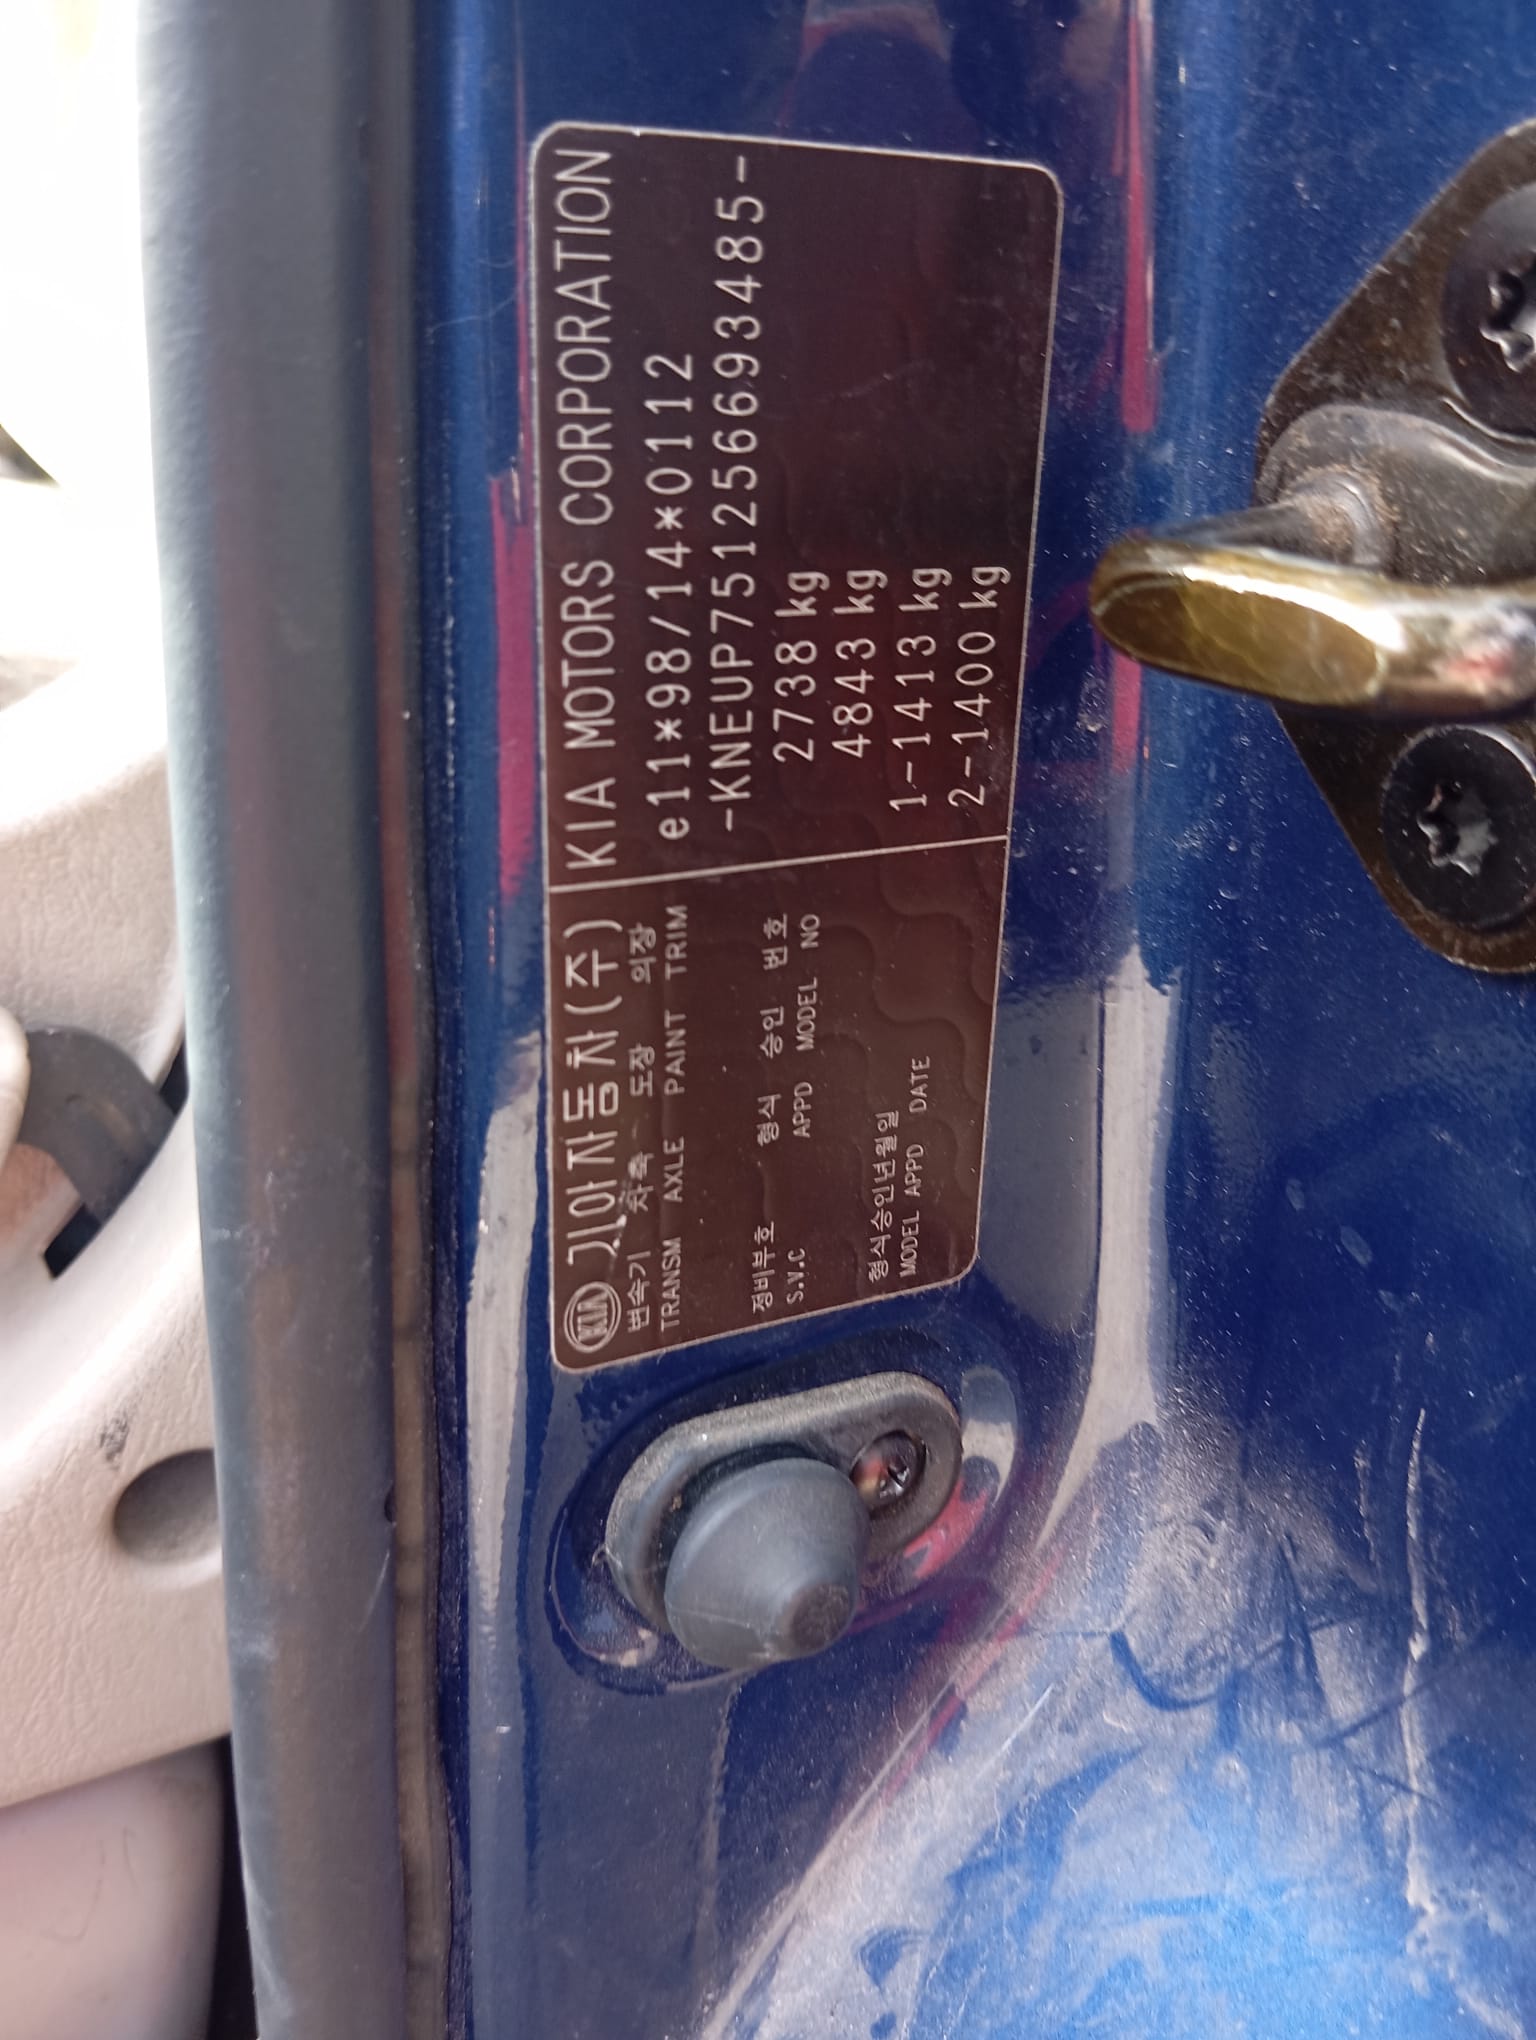 KIA 기아자동차(주) KIA MOTORS CORPORATION
변속기 차축 도장 의장
TRANSM AXLE PAINT TRIM
e11*98/14*0112
-KNEUP751256693485-
정비부호 형식 승인 번호
S.V.C APPD MODEL NO
2738 kg
4843 kg
형식승인년월일
MODEL APPD DATE
1-1413 kg
2-1400 kg